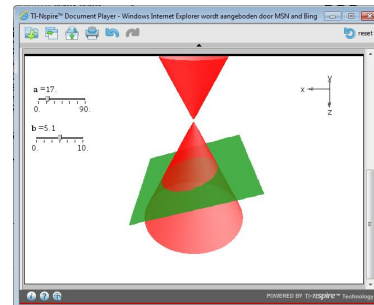 TI-Nspire™ Document Player - Windows Internet Explorer wordt aangeboden door MSN and Bing
reset
a =17.
0. 90.
b =5.1
0. 10.
y
x
z
POWERED BY TI-nspire™ Technology